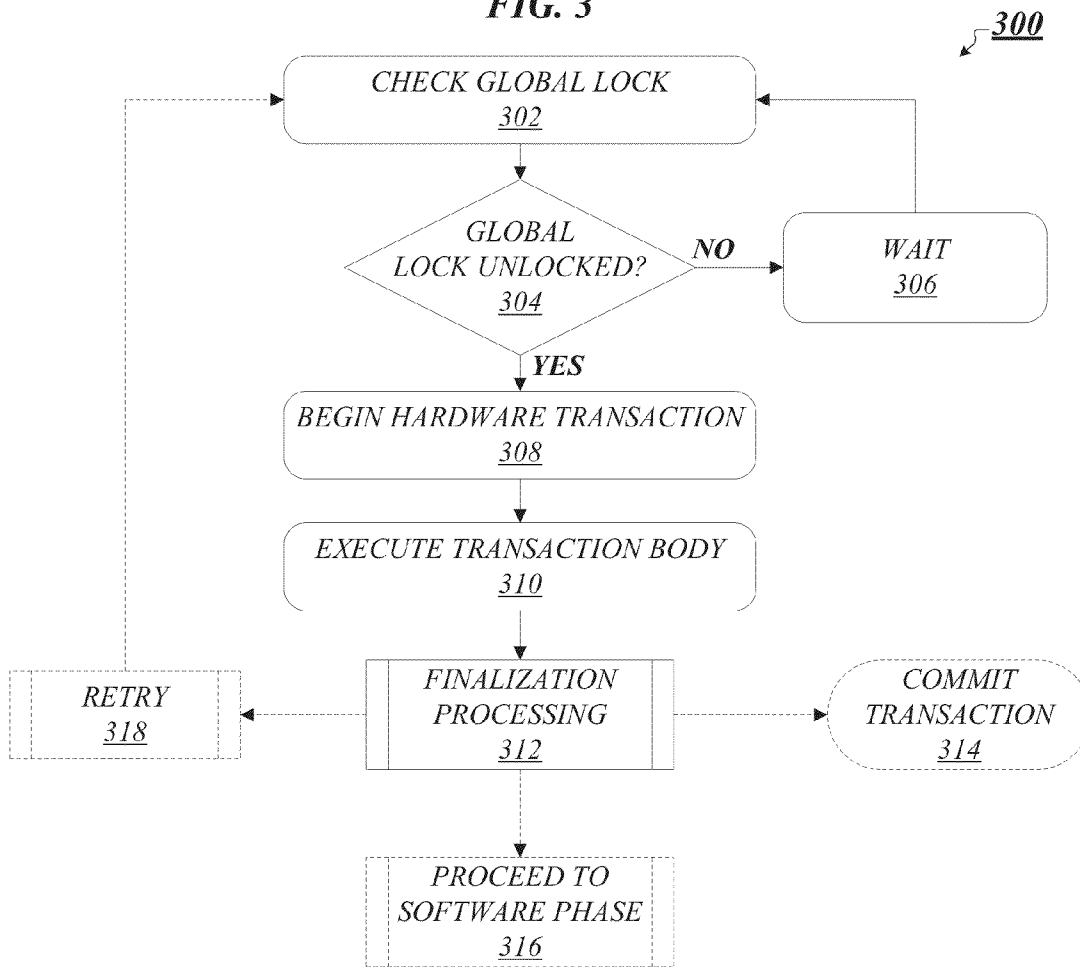 FIG. 3
300
CHECK GLOBAL LOCK
302
GLOBAL
LOCK UNLOCKED?
304
NO
WAIT
306
YES
BEGIN HARDWARE TRANSACTION
308
EXECUTE TRANSACTION BODY
310
RETRY
318
FINALIZATION
PROCESSING
312
COMMIT
TRANSACTION
314
PROCEED TO
SOFTWARE PHASE
316